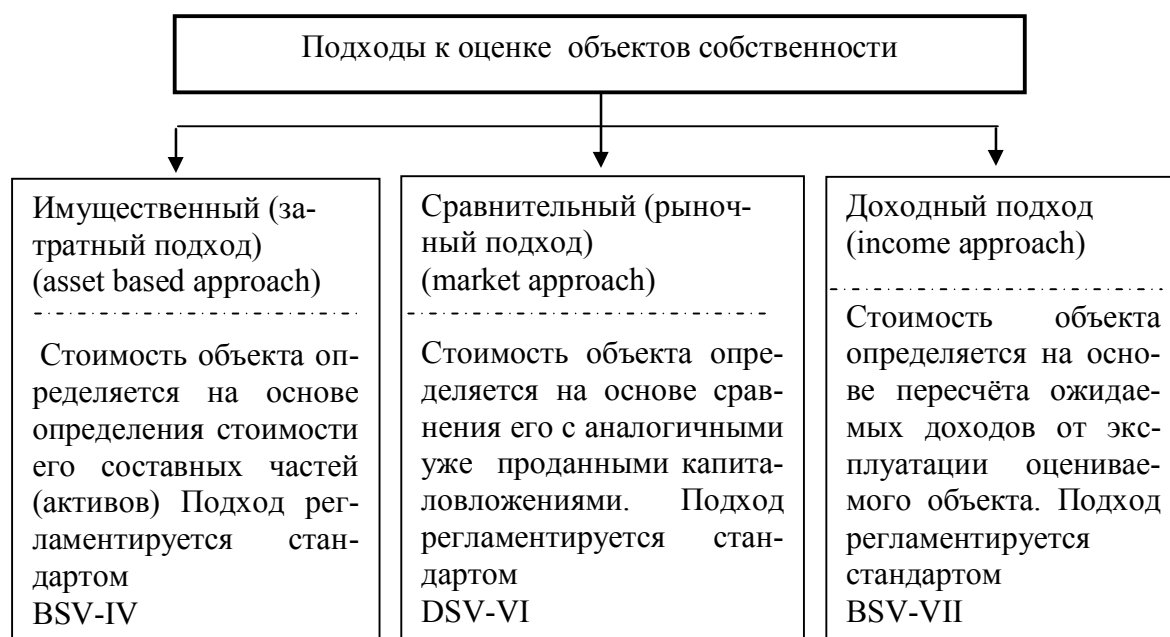 Подходы к оценке объектов собственности
Имущественный (за-
тратный подход)
(asset based approach)
Стоимость объекта оп-
ределяется на основе
определения стоимости
его составных частей
(активов) Подход рег-
ламентируется стан-
дартом
BSV-IV
Сравнительный (рыноч-
ный подход)
(market approach)
Стоимость объекта опре-
деляется на основе срав-
нения его с аналогичными
уже проданными капита-
ловложениями. Подход
регламентируется стан-
дартом
DSV-VI
Доходный подход
(income approach)
Стоимость объекта
определяется на осно-
ве пересчёта ожидае-
мых доходов от экс-
плуатации оценивае-
мого объекта. Подход
регламентируется
стандартом
BSV-VII